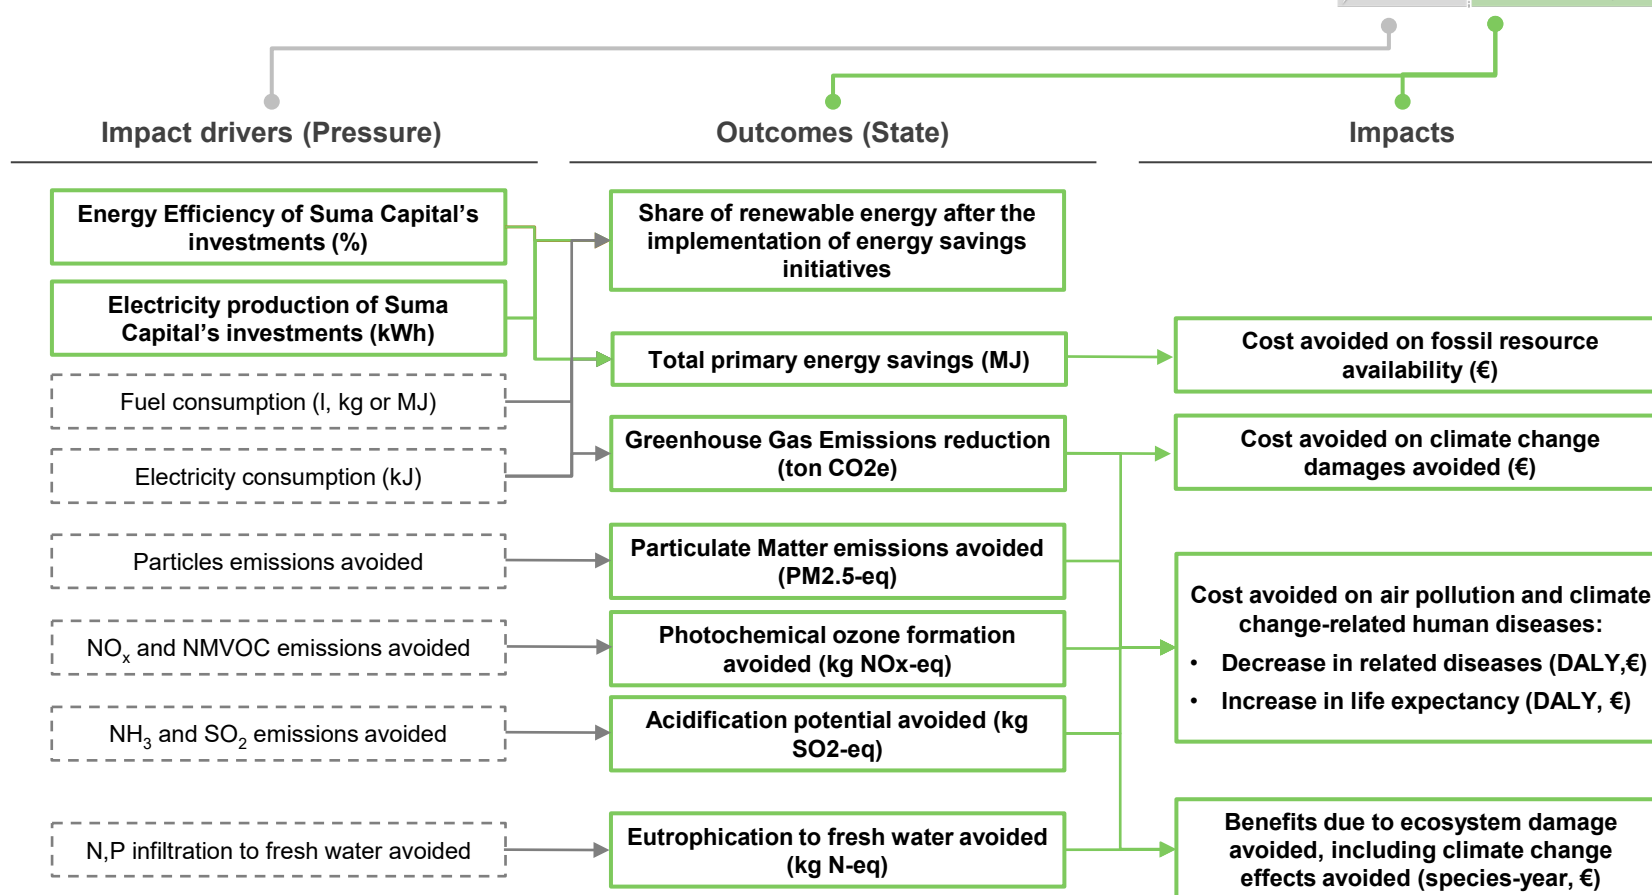 Impact drivers (Pressure)
Outcomes (State)
Impacts
Energy Efficiency of Suma Capital's
investments (%)
Electricity production of Suma
Capital's investments (kWh)
Fuel consumption (l, kg or MJ)
Electricity consumption (kJ)
Particles emissions avoided
NOx and NMVOC emissions avoided
NH3 and SO2 emissions avoided
N,P infiltration to fresh water avoided
Share of renewable energy after the
implementation of energy savings
initiatives
Total primary energy savings (MJ)
Greenhouse Gas Emissions reduction
(ton CO2e)
Particulate Matter emissions avoided
(PM2.5-eq)
Photochemical ozone formation
avoided (kg NOx-eq)
Acidification potential avoided (kg
SO2-eq)
Eutrophication to fresh water avoided
(kg N-eq)
Cost avoided on fossil resource
availability (€)
Cost avoided on climate change
damages avoided (€)
Cost avoided on air pollution and climate
change-related human diseases:
• Decrease in related diseases (DALY,€)
• Increase in life expectancy (DALY, €)
Benefits due to ecosystem damage
avoided, including climate change
effects avoided (species-year, €)